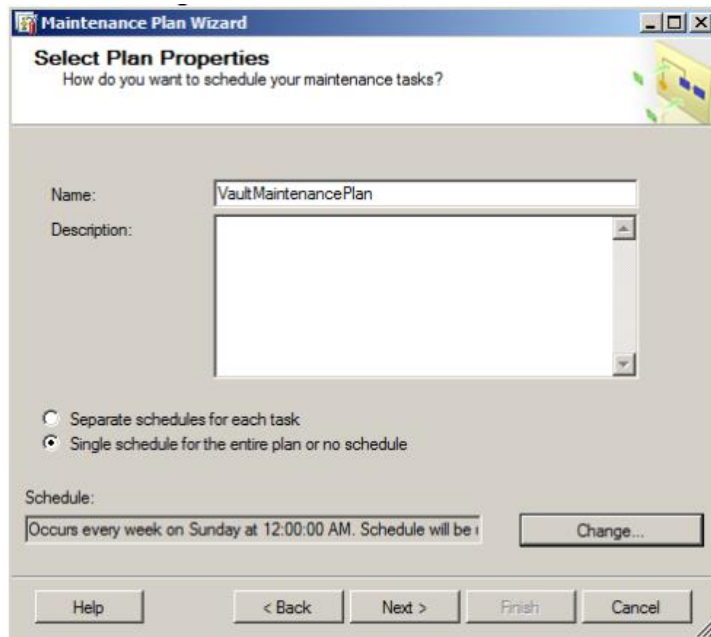 Maintenance Plan Wizard
Select Plan Properties
How do you want to schedule your maintenance tasks?
Name:
VaultMaintenancePlan
Description:
Separate schedules for each task
Single schedule for the entire plan or no schedule
Schedule:
Occurs every week on Sunday at 12:00:00 AM. Schedule will be
Change...
Help
< Back
Next >
Finish
Cancel